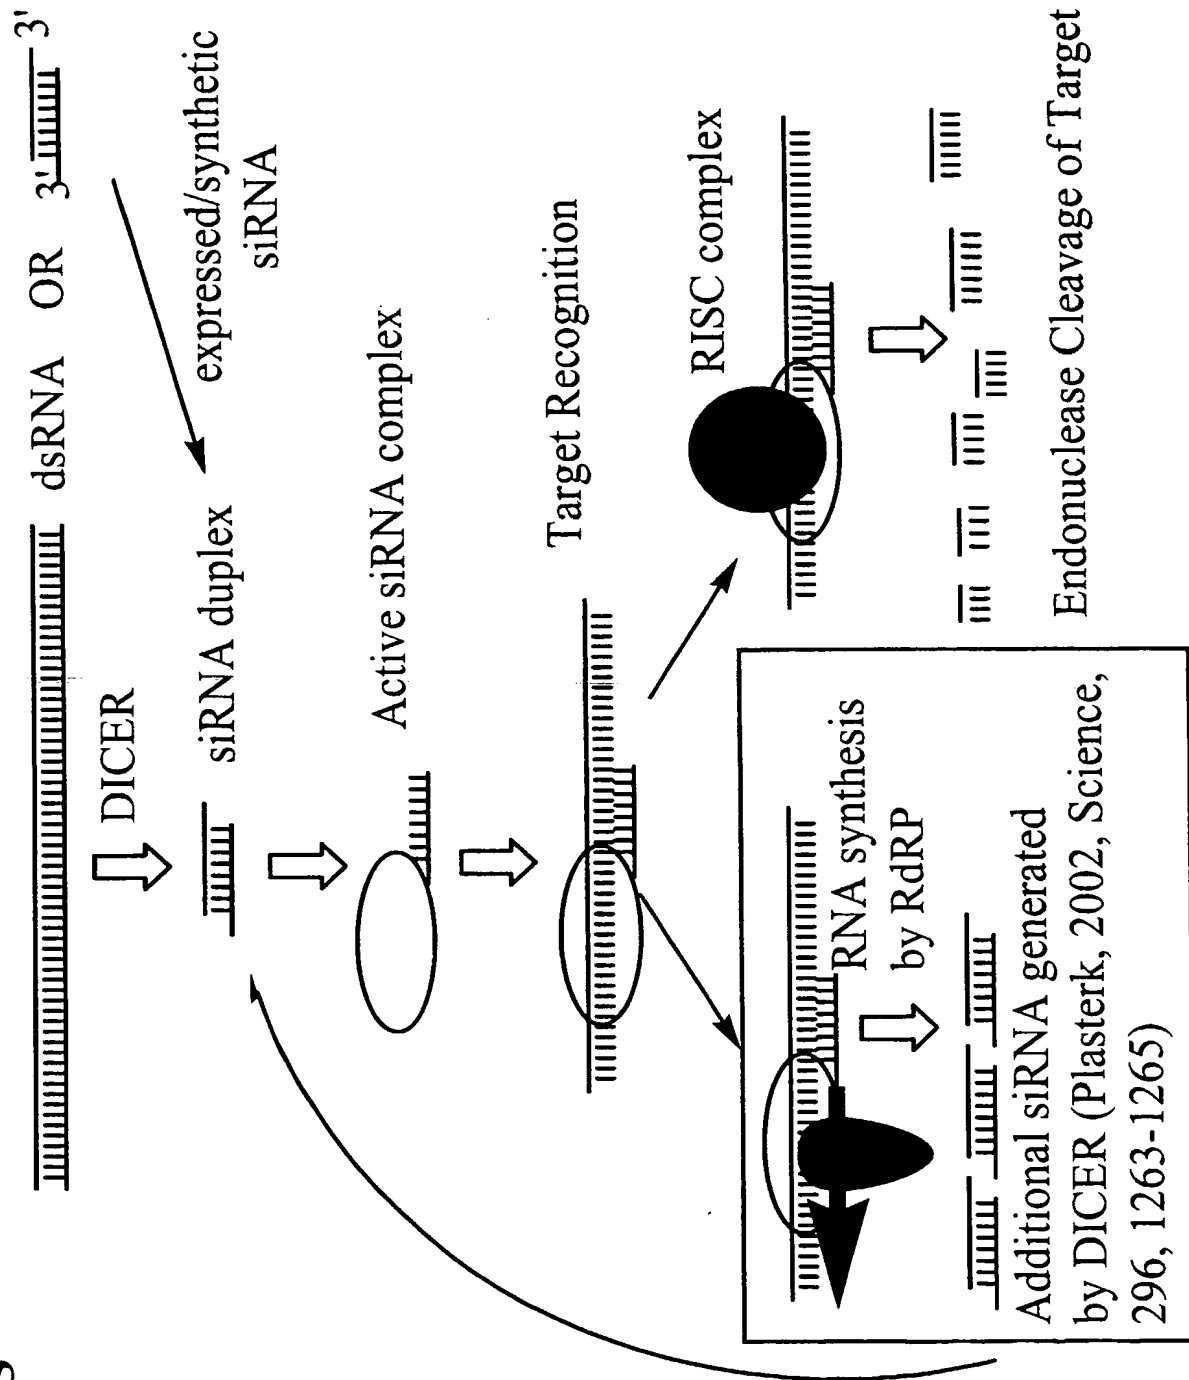 dsRNA OR 3' 3'
DICER
expressed/synthetic
siRNA
siRNA duplex
Active siRNA complex
Target Recognition
RISC complex
RNA synthesis
by RdRP
Additional siRNA generated
by DICER (Plasterk, 2002, Science,
296, 1263-1265)
Endonuclease Cleavage of Target